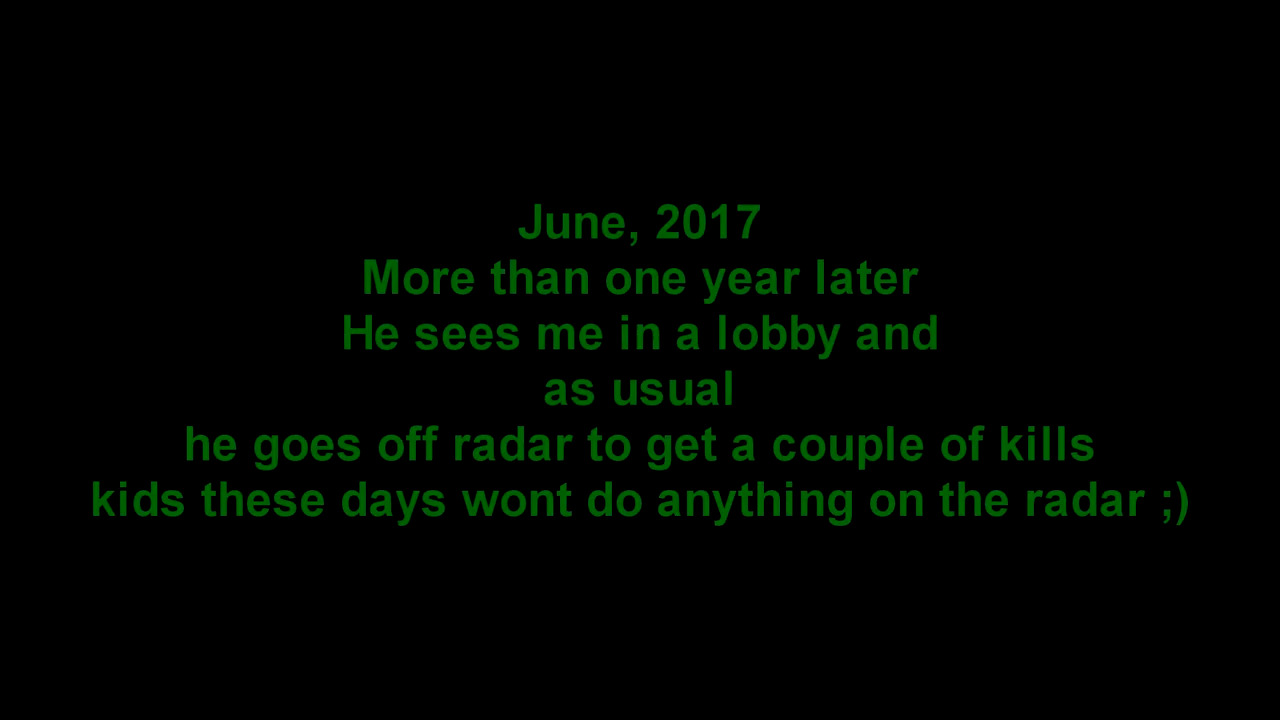 June, 2017
More than one year later
He sees me in a lobby and
as usual
he goes off radar to get a couple of kills
kids these days wont do anything on the radar ;)